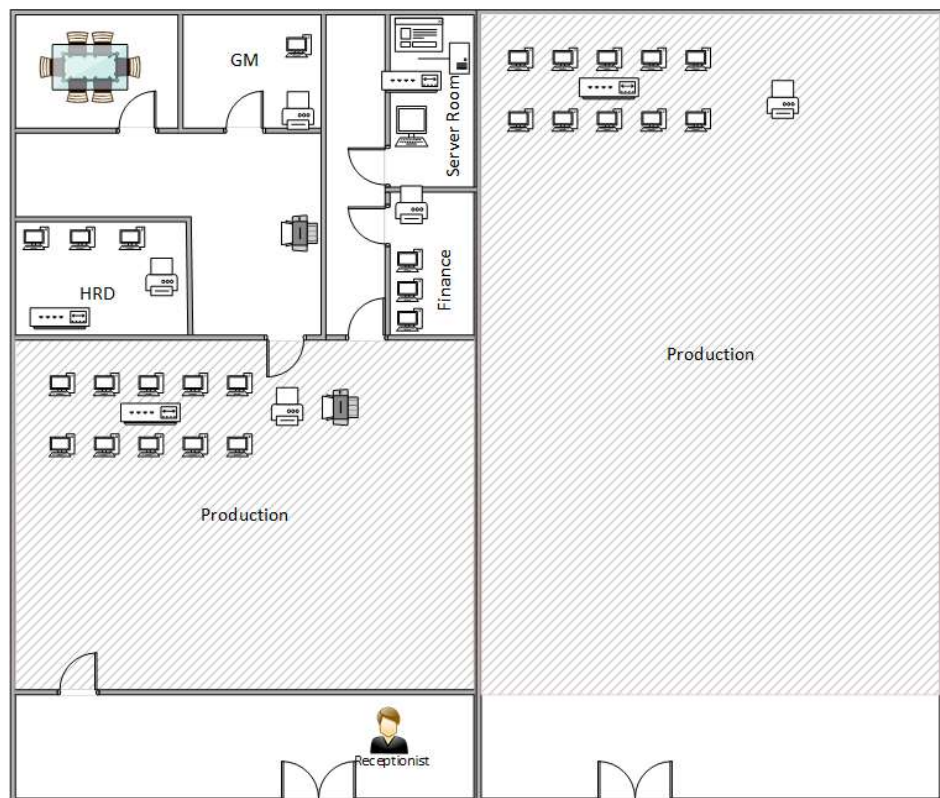 GM
Server Room
Finance
HRD
Production
Production
Receptionist